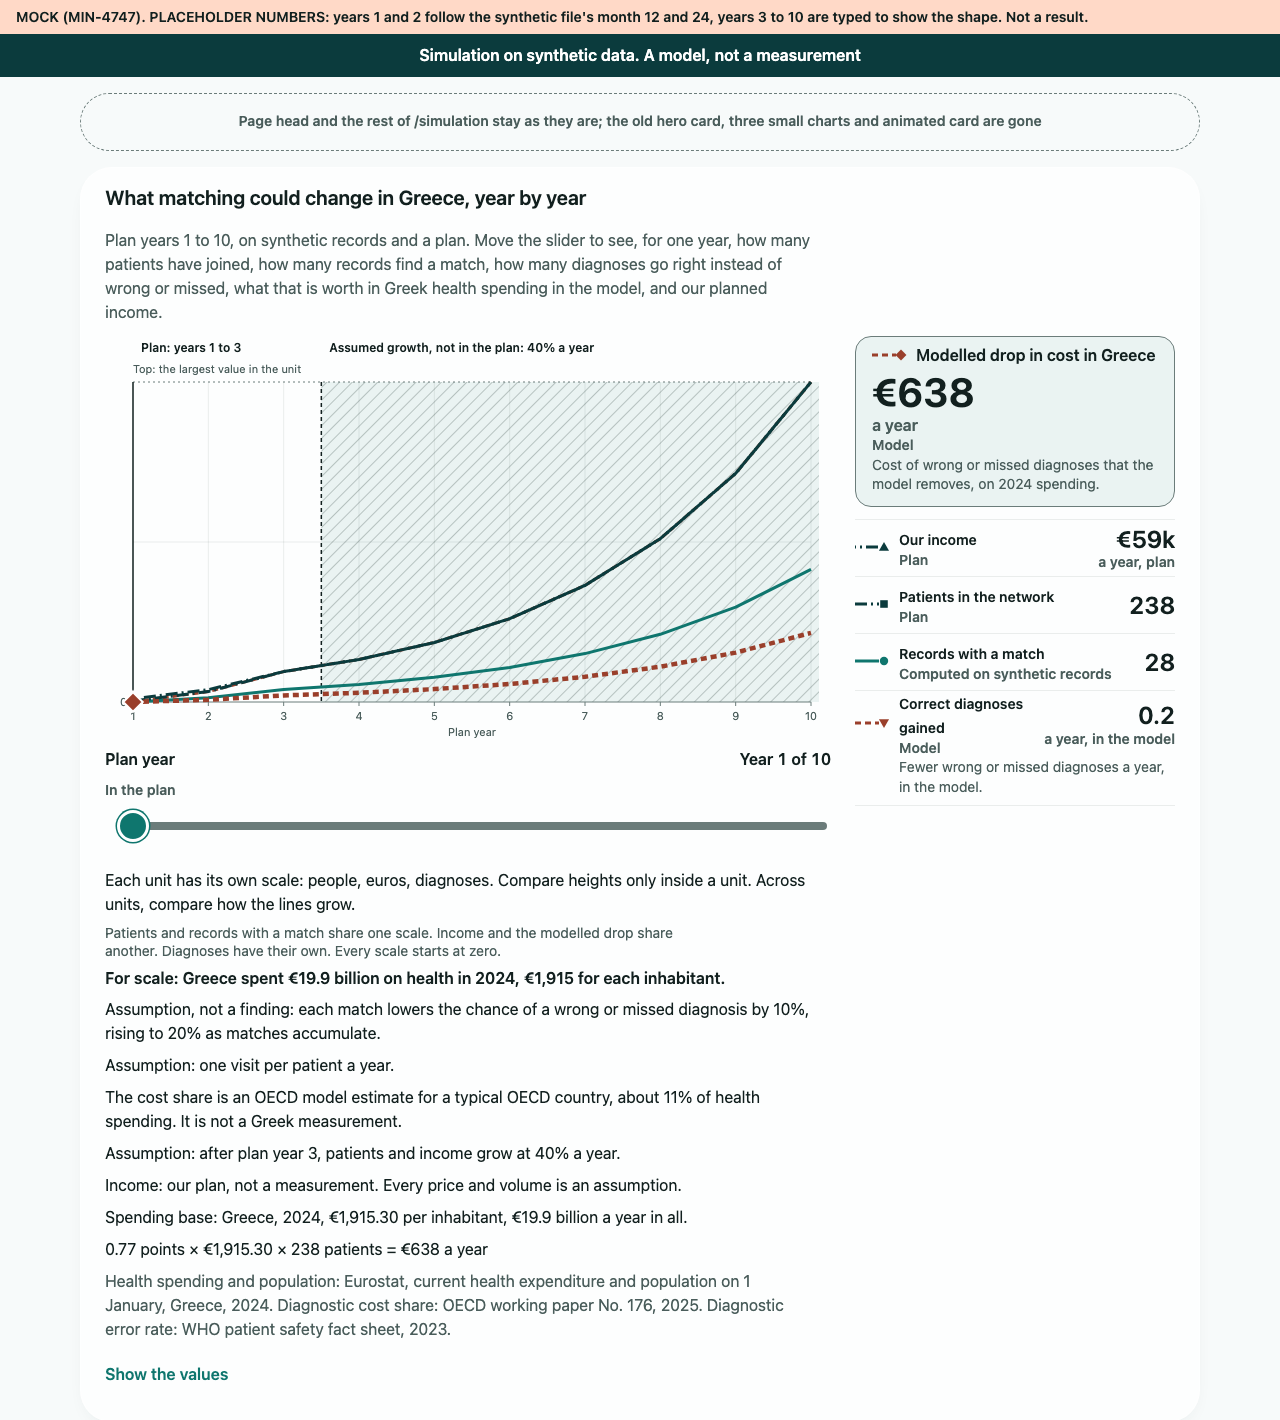 MOCK (MIN-4747). PLACEHOLDER NUMBERS: years 1 and 2 follow the synthetic file's month 12 and 24, years 3 to 10 are typed to show the shape. Not a result.
Simulation on synthetic data. A model, not a measurement
Page head and the rest of /simulation stay as they are; the old hero card, three small charts and animated card are gone
What matching could change in Greece, year by year
Plan years 1 to 10, on synthetic records and a plan. Move the slider to see, for one year, how many
patients have joined, how many records find a match, how many diagnoses go right instead of
wrong or missed, what that is worth in Greek health spending in the model, and our planned
income.
Plan: years 1 to 3
Assumed growth, not in the plan: 40% a year
Top: the largest value in the unit
0
1 2 3 4 5 6 7 8 9 10
Plan year
Plan year
Year 1 of 10
In the plan
Modelled drop in cost in Greece
€638
a year
Model
Cost of wrong or missed diagnoses that the
model removes, on 2024 spending.
Our income
Plan
€59k
a year, plan
Patients in the network
Plan
238
Records with a match
Computed on synthetic records
28
Correct diagnoses
gained
Model
0.2
a year, in the model
Fewer wrong or missed diagnoses a year,
in the model.
Each unit has its own scale: people, euros, diagnoses. Compare heights only inside a unit. Across
units, compare how the lines grow.
Patients and records with a match share one scale. Income and the modelled drop share
another. Diagnoses have their own. Every scale starts at zero.
For scale: Greece spent €19.9 billion on health in 2024, €1,915 for each inhabitant.
Assumption, not a finding: each match lowers the chance of a wrong or missed diagnosis by 10%,
rising to 20% as matches accumulate.
Assumption: one visit per patient a year.
The cost share is an OECD model estimate for a typical OECD country, about 11% of health
spending. It is not a Greek measurement.
Assumption: after plan year 3, patients and income grow at 40% a year.
Income: our plan, not a measurement. Every price and volume is an assumption.
Spending base: Greece, 2024, €1,915.30 per inhabitant, €19.9 billion a year in all.
0.77 points × €1,915.30 × 238 patients = €638 a year
Health spending and population: Eurostat, current health expenditure and population on 1
January, Greece, 2024. Diagnostic cost share: OECD working paper No. 176, 2025. Diagnostic
error rate: WHO patient safety fact sheet, 2023.
Show the values